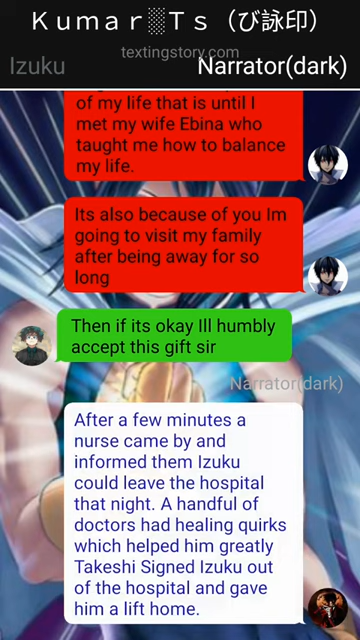 Kumar░Ts（び詠印）
textingstory.com
Izuku
Narrator(dark)
of my life that is until I
met my wife Ebina who
taught me how to balance
my life.
Its also because of you Im
going to visit my family
after being away for so
long
Then if its okay Ill humbly
accept this gift sir
Narrator(dark)
After a few minutes a
nurse came by and
informed them Izuku
could leave the hospital
that night. A handful of
doctors had healing quirks
which helped him greatly
Takeshi Signed Izuku out
of the hospital and gave
him a lift home.